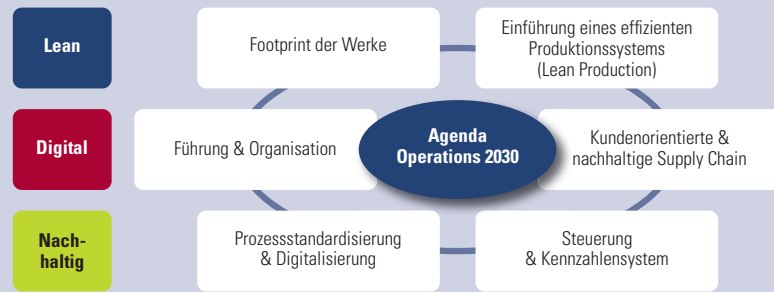 Lean
Footprint der Werke
Einführung eines effizienten
Produktionssystems
(Lean Production)
Digital
Führung & Organisation
Agenda
Operations 2030
Kundenorientierte &
nachhaltige Supply Chain
Nach-
haltig
Prozessstandardisierung
& Digitalisierung
Steuerung
& Kennzahlensystem